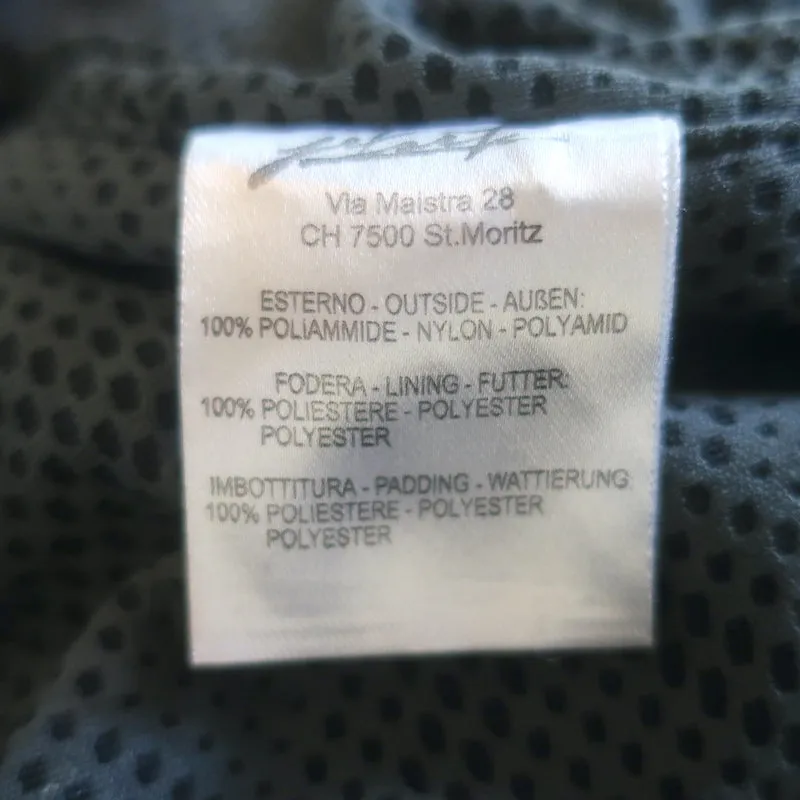 Via Maistra 28
CH 7500 St.Moritz
ESTERNO - OUTSIDE - AUßEN:
100% POLIAMMIDE - NYLON - POLYAMID
FODERA - LINING - FUTTER:
100% POLIESTERE - POLYESTER
POLYESTER
IMBOTTITURA - PADDING - WATTIERUNG
100% POLIESTERE - POLYESTER
POLYESTER